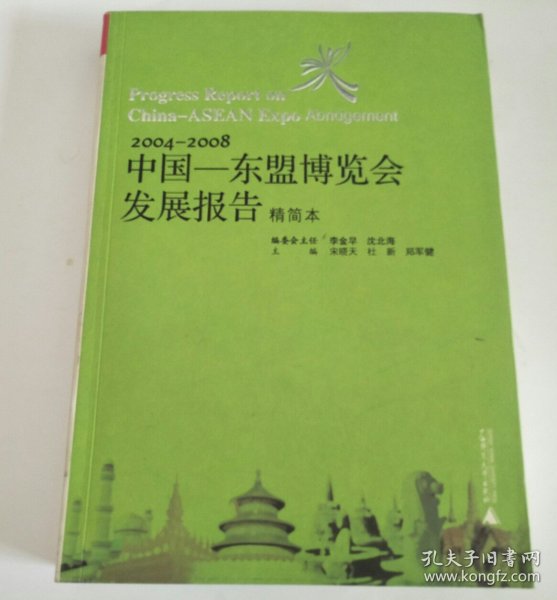 Progress Report on
China-ASEAN Expo Abridgement
2004-2008
中国—东盟博览会
发展报告 精简本
编委会主任 李金早 沈北海
主 编 宋晓天 杜 新 郑军健
孔夫子旧书网
www.kongfz.com